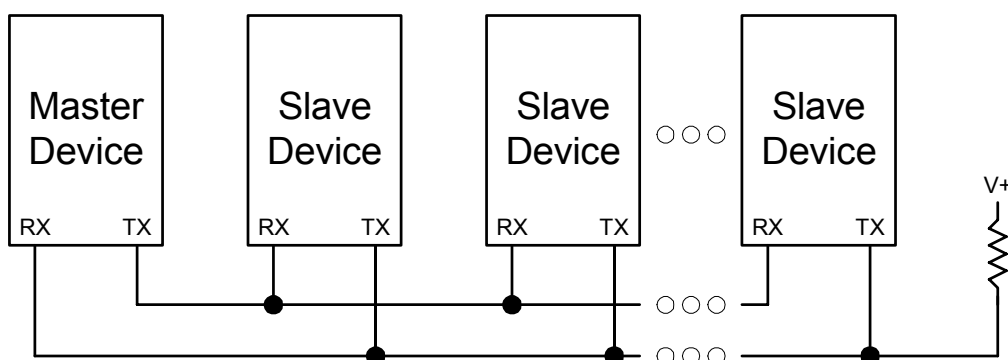 Master
Device
Slave
Device
Slave
Device
Slave
Device
V+
RX TX
RX TX
RX TX
RX TX